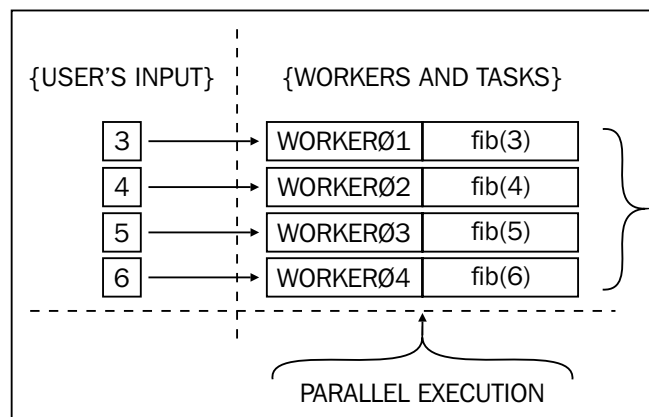 {USER'S INPUT} {WORKERS AND TASKS}
3 WORKERØ1 fib(3)
4 WORKERØ2 fib(4)
5 WORKERØ3 fib(5)
6 WORKERØ4 fib(6)
PARALLEL EXECUTION